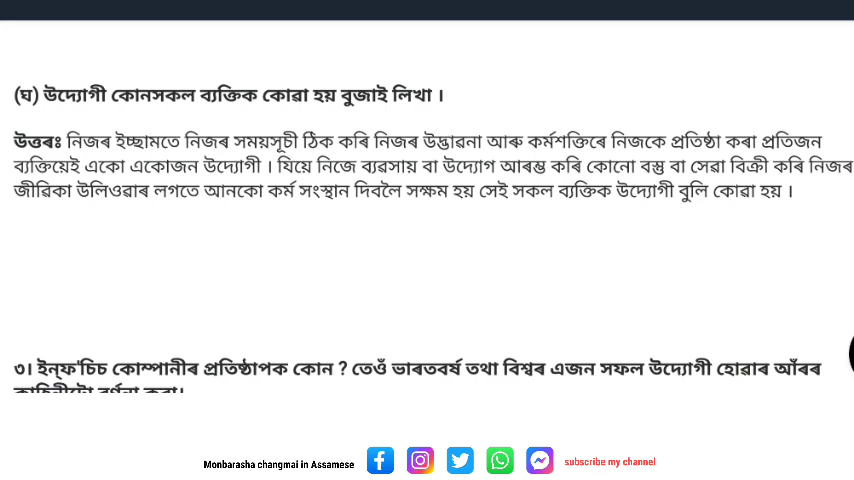 (ঘ) উদ্যোগী কোনসকল ব্যক্তিক কোৱা হয় বুজাই লিখা ।
উত্তৰঃ নিজৰ ইচ্ছামতে নিজৰ সময়সূচী ঠিক কৰি নিজৰ উদ্ভাৱনা আৰু কৰ্মশক্তিৰে নিজকে প্ৰতিষ্ঠা কৰা প্ৰতিজন
ব্যক্তিয়েই একো একোজন উদ্যোগী । যিয়ে নিজে ব্যৱসায় বা উদ্যোগ আৰম্ভ কৰি কোনো বস্তু বা সেৱা বিক্ৰী কৰি নিজৰ
জীৱিকা উলিওৱাৰ লগতে আনকো কৰ্ম সংস্থান দিবলৈ সক্ষম হয় সেই সকল ব্যক্তিক উদ্যোগী বুলি কোৱা হয় ।
৩। ইন্‌ফ'চিচ কোম্পানীৰ প্ৰতিষ্ঠাপক কোন ? তেওঁ ভাৰতবৰ্ষ তথা বিশ্বৰ এজন সফল উদ্যোগী হোৱাৰ আঁৰৰ
কাহিনীটো বৰ্ণনা কৰা।
Monbarasha changmai in Assamese
subscribe my channel